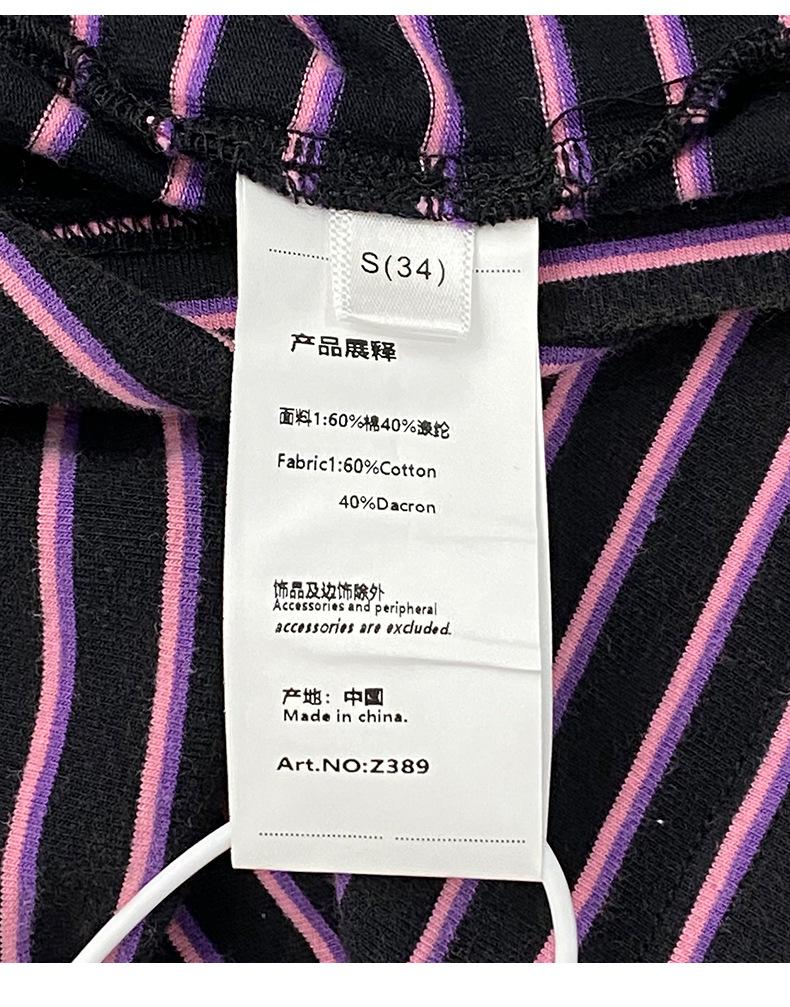 S(34)
产品展释
面料1:60%棉40%涤纶
Fabric1:60%Cotton
40%Dacron
饰品及边饰除外
Accessories and peripheral
accessories are excluded.
产地：中国
Made in china.
Art.NO:Z389